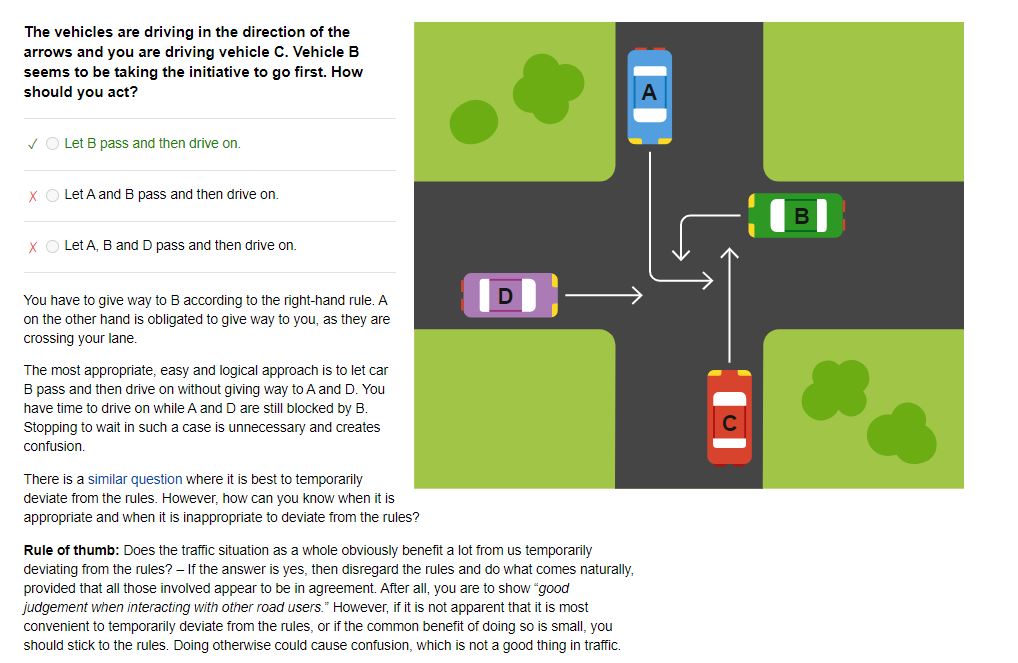 The vehicles are driving in the direction of the
arrows and you are driving vehicle C. Vehicle B
seems to be taking the initiative to go first. How
should you act?
✓ Let B pass and then drive on.
X Let A and B pass and then drive on.
X Let A, B and D pass and then drive on.
You have to give way to B according to the right-hand rule. A
on the other hand is obligated to give way to you, as they are
crossing your lane.
The most appropriate, easy and logical approach is to let car
B pass and then drive on without giving way to A and D. You
have time to drive on while A and D are still blocked by B.
Stopping to wait in such a case is unnecessary and creates
confusion.
There is a similar question where it is best to temporarily
deviate from the rules. However, how can you know when it is
appropriate and when it is inappropriate to deviate from the rules?
Rule of thumb: Does the traffic situation as a whole obviously benefit a lot from us temporarily
deviating from the rules? – If the answer is yes, then disregard the rules and do what comes naturally,
provided that all those involved appear to be in agreement. After all, you are to show “good
judgement when interacting with other road users.” However, if it is not apparent that it is most
convenient to temporarily deviate from the rules, or if the common benefit of doing so is small, you
should stick to the rules. Doing otherwise could cause confusion, which is not a good thing in traffic.
A
B
D
C